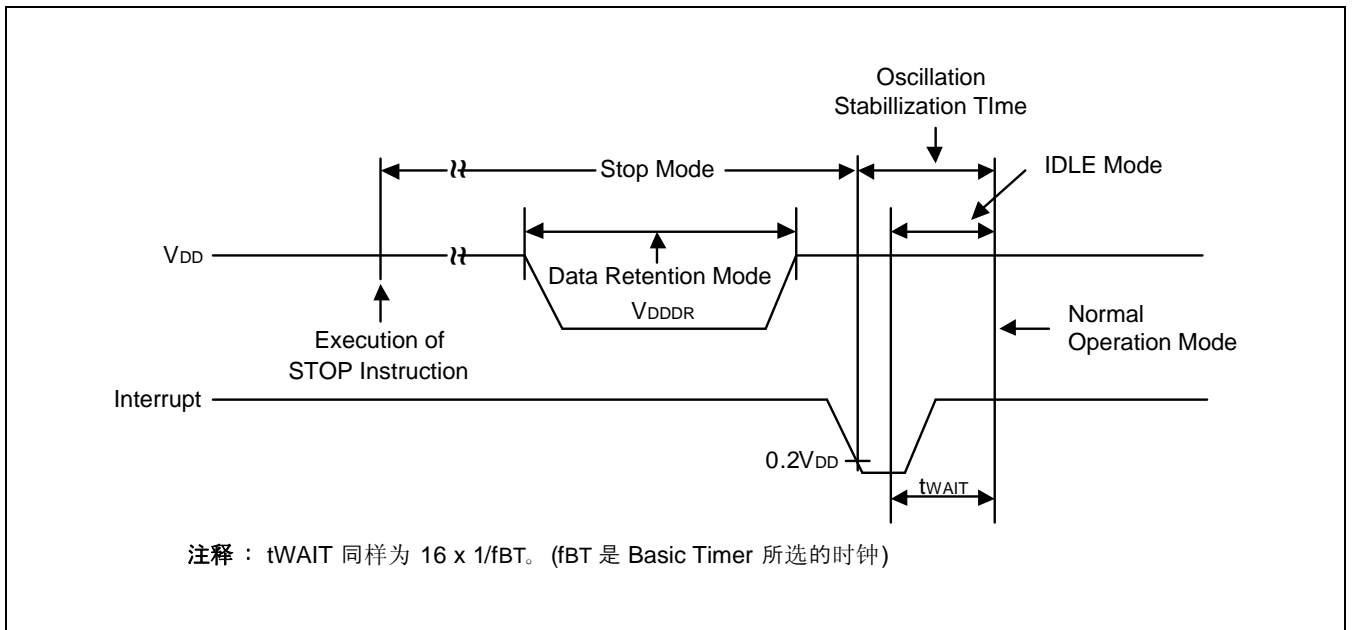 Oscillation
Stabillization TIme
Stop Mode
IDLE Mode
VDD
Data Retention Mode
VDDDR
Execution of
STOP Instruction
Normal
Operation Mode
Interrupt
0.2VDD
tWAIT
注释 ： tWAIT 同样为 16 x 1/fBT。 (fBT 是 Basic Timer 所选的时钟)